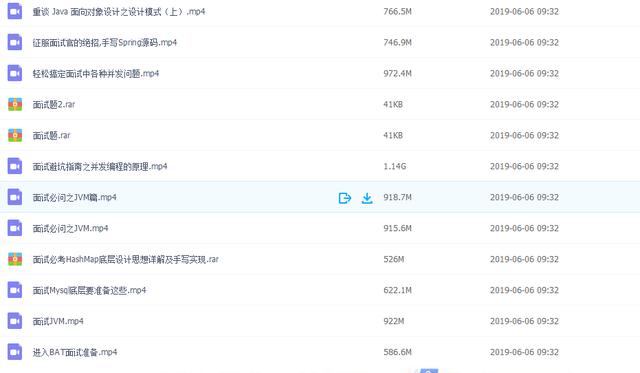 重谈 Java 面向对象设计之设计模式（上）.mp4 766.5M 2019-06-06 09:32
征服面试官的绝招,手写Spring源码.mp4 746.9M 2019-06-06 09:32
轻松搞定面试中各种并发问题.mp4 972.4M 2019-06-06 09:32
面试题2.rar 41KB 2019-06-06 09:32
面试题.rar 41KB 2019-06-06 09:32
面试避坑指南之并发编程的原理.mp4 1.14G 2019-06-06 09:32
面试必问之JVM篇.mp4 918.7M 2019-06-06 09:32
面试必问之JVM.mp4 915.6M 2019-06-06 09:32
面试必考HashMap底层设计思想详解及手写实现.rar 526M 2019-06-06 09:32
面试Mysql底层要准备这些.mp4 622.1M 2019-06-06 09:32
面试JVM.mp4 922M 2019-06-06 09:32
进入BAT面试准备.mp4 586.6M 2019-06-06 09:32